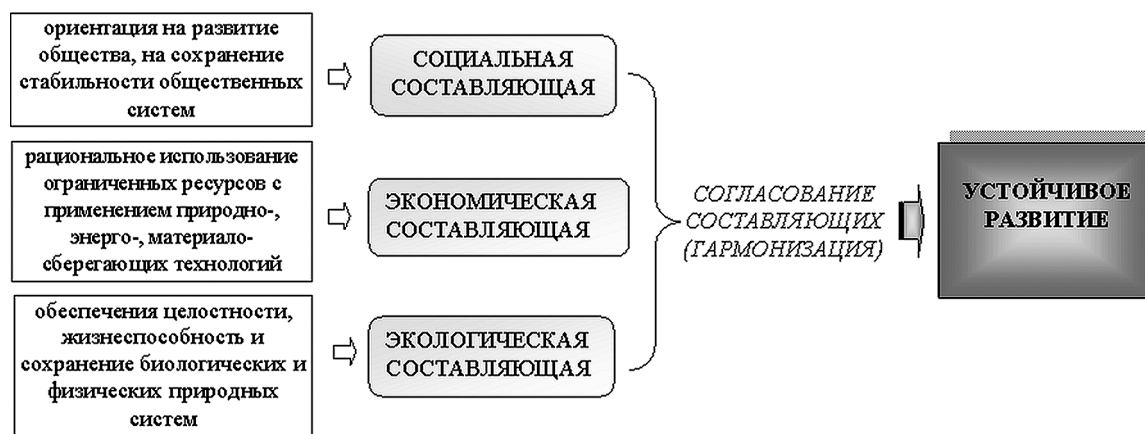 ориентация на развитие
общества, на сохранение
стабильности общественных
систем
СОЦИАЛЬНАЯ
СОСТАВЛЯЮЩАЯ
рациональное использование
ограниченных ресурсов с
применением природно-,
энерго-, материало-
сберегающих технологий
ЭКОНОМИЧЕСКАЯ
СОСТАВЛЯЮЩАЯ
обеспечения целостности,
жизнеспособность и
сохранение биологических и
физических природных
систем
ЭКОЛОГИЧЕСКАЯ
СОСТАВЛЯЮЩАЯ
СОГЛАСОВАНИЕ
СОСТАВЛЯЮЩИХ
(ГАРМОНИЗАЦИЯ)
УСТОЙЧИВОЕ
РАЗВИТИЕ